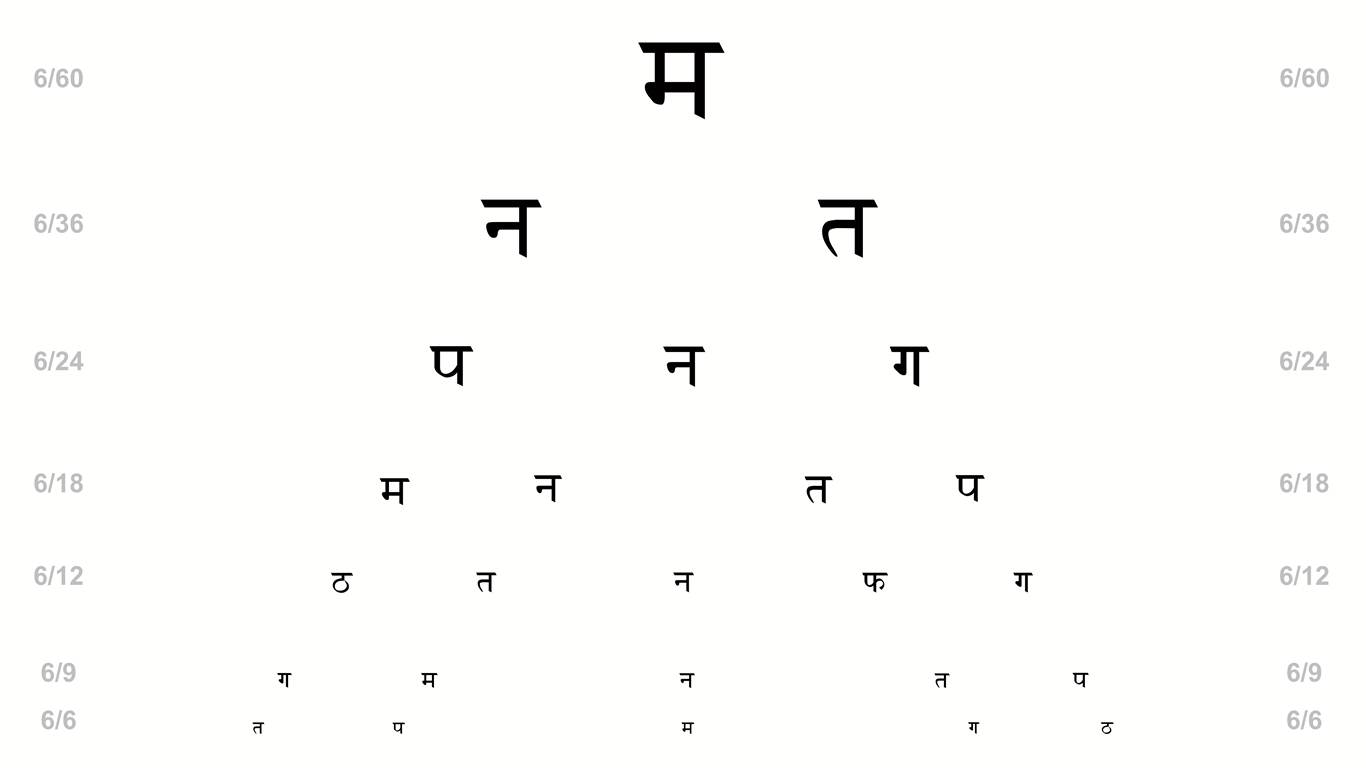 6/60 म 6/60
6/36 न त 6/36
6/24 प न ग 6/24
6/18 म न त प 6/18
6/12 ठ त न फ ग 6/12
6/9 ग म न त प 6/9
6/6 त प म ग ठ 6/6